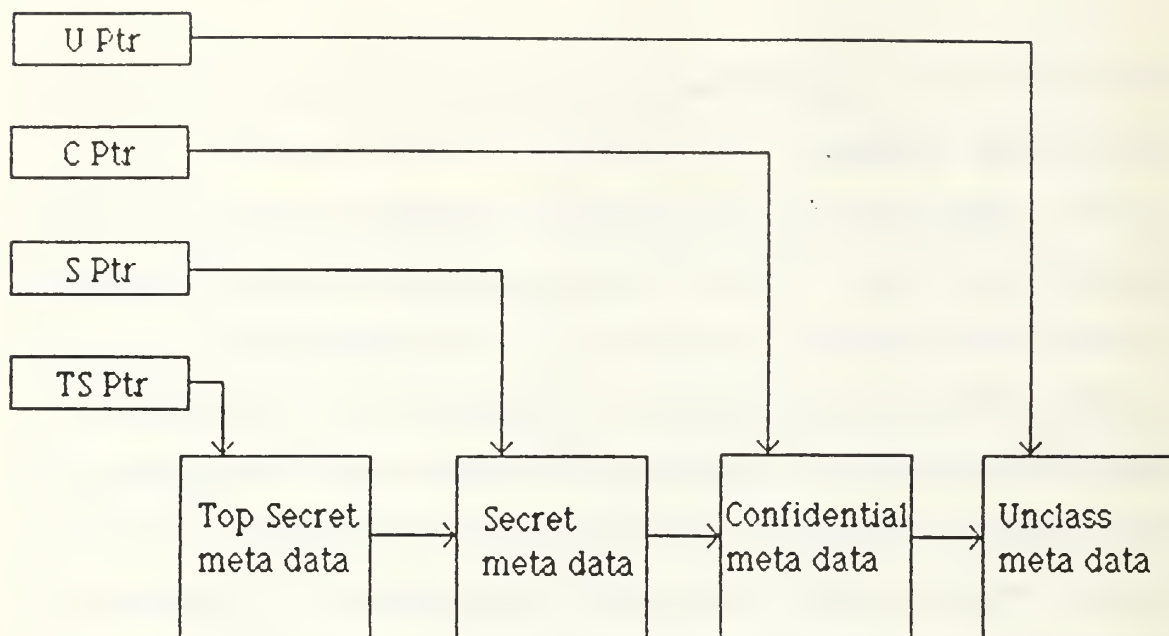 U Ptr
C Ptr
S Ptr
TS Ptr
Top Secret
meta data
Secret
meta data
Confidential
meta data
Unclass
meta data